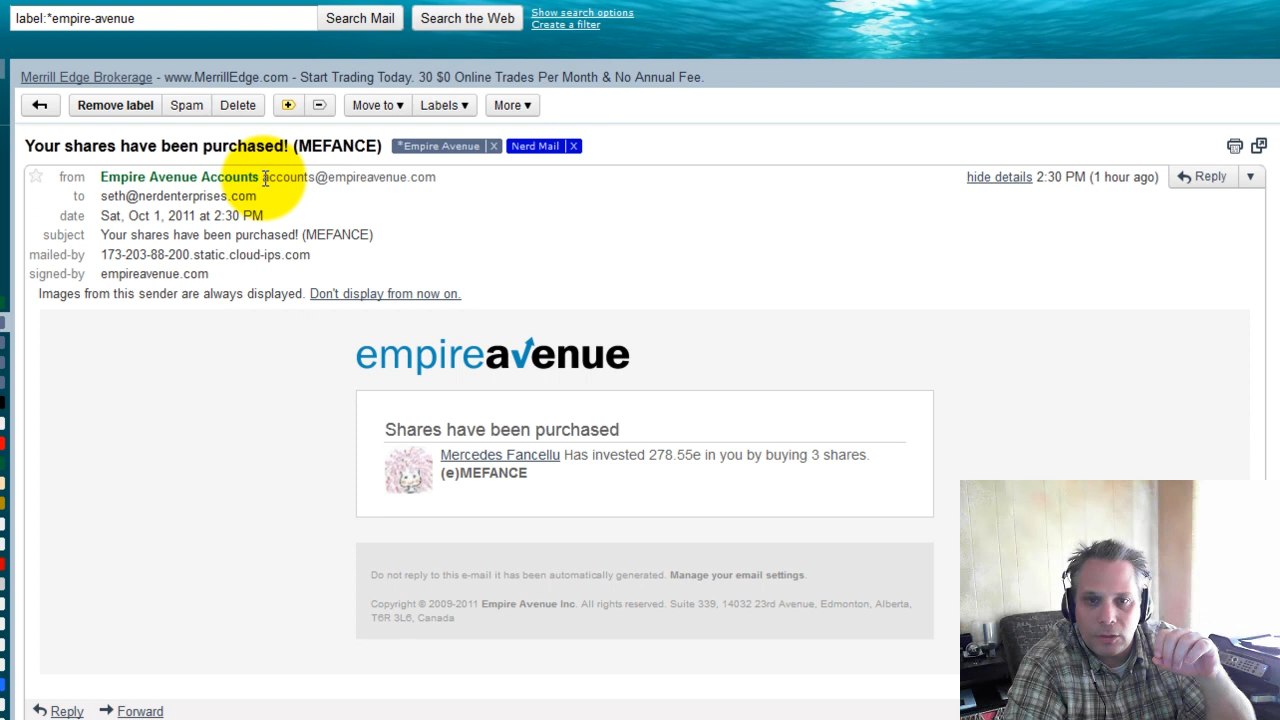 label:*empire-avenue Search Mail Search the Web Show search options
Create a filter
Merrill Edge Brokerage - www.MerrillEdge.com - Start Trading Today. 30 $0 Online Trades Per Month & No Annual Fee.
Remove label Spam Delete Move to Labels More
Your shares have been purchased! (MEFANCE) *Empire Avenue X Nerd Mail X
from Empire Avenue Accounts accounts@empireavenue.com hide details 2:30 PM (1 hour ago) Reply
to seth@nerdenterprises.com
date Sat, Oct 1, 2011 at 2:30 PM
subject Your shares have been purchased! (MEFANCE)
mailed-by 173-203-88-200.static.cloud-ips.com
signed-by empireavenue.com
Images from this sender are always displayed. Don't display from now on.
empireavenue
Shares have been purchased
Mercedes Fancellu Has invested 278.55e in you by buying 3 shares.
(e)MEFANCE
Do not reply to this e-mail it has been automatically generated. Manage your email settings.
Copyright © 2009-2011 Empire Avenue Inc. All rights reserved. Suite 339, 14032 23rd Avenue, Edmonton, Alberta,
T6R 3L6, Canada
Reply Forward